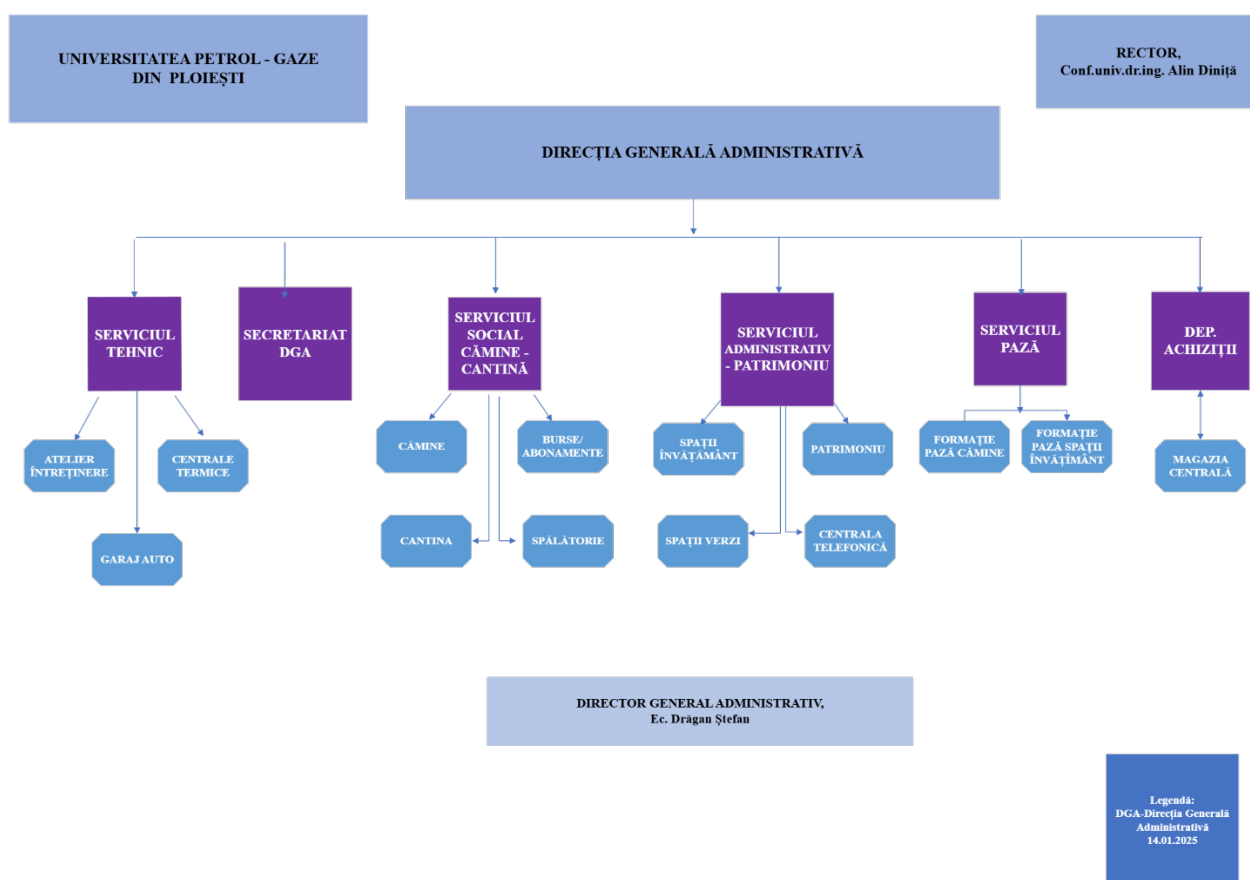 UNIVERSITATEA PETROL - GAZE
DIN PLOIEȘTI
RECTOR,
Conf.univ.dr.ing. Alin Diniță
DIRECȚIA GENERALĂ ADMINISTRATIVĂ
SERVICIUL
TEHNIC
SECRETARIAT
DGA
SERVICIUL
SOCIAL
CĂMINE -
CANTINĂ
SERVICIUL
ADMINISTRATIV
- PATRIMONIU
SERVICIUL
PAZĂ
DEP.
ACHIZIȚII
ATELIER
ÎNTREȚINERE
CENTRALE
TERMICE
GARAJ AUTO
CĂMINE
BURSE/
ABONAMENTE
CANTINA
SPĂLĂTORIE
SPAȚII
ÎNVĂȚĂMÂNT
PATRIMONIU
SPAȚII VERZI
CENTRALA
TELEFONICĂ
FORMAȚIE
PAZĂ CĂMINE
FORMAȚIE
PAZĂ SPAȚII
ÎNVĂȚÎMÂNT
MAGAZIA
CENTRALĂ
DIRECTOR GENERAL ADMINISTRATIV,
Ec. Drăgan Ștefan
Legendă:
DGA-Direcția Generală
Administrativă
14.01.2025